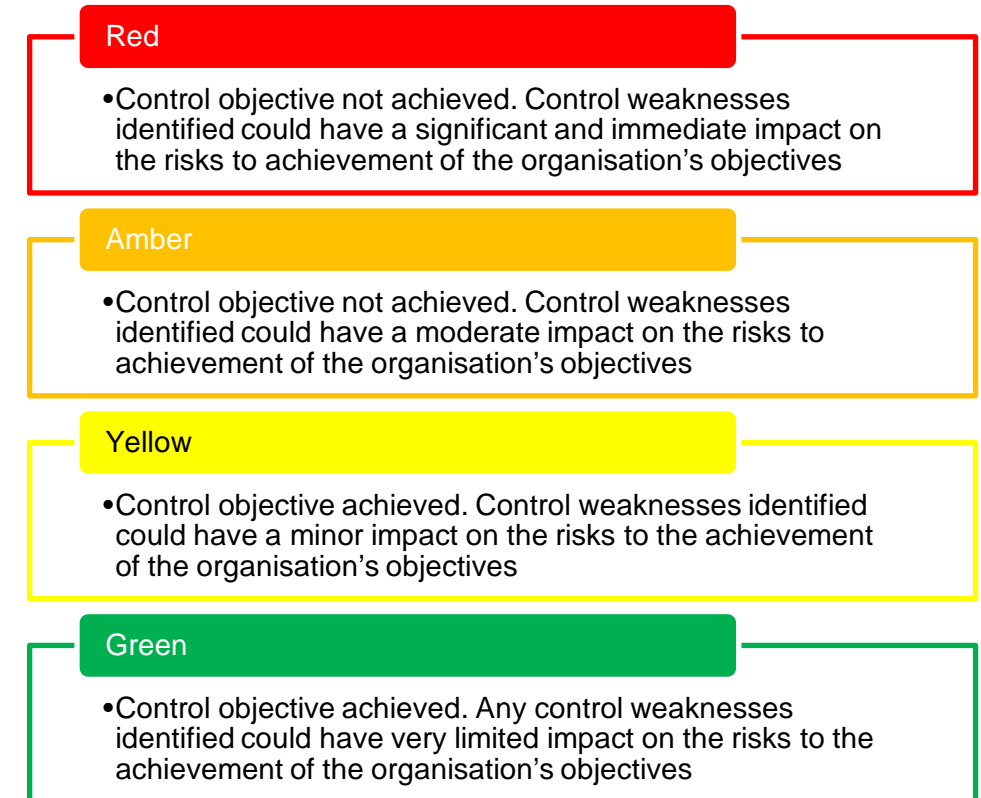 Red
•Control objective not achieved. Control weaknesses
identified could have a significant and immediate impact on
the risks to achievement of the organisation’s objectives
Amber
•Control objective not achieved. Control weaknesses
identified could have a moderate impact on the risks to
achievement of the organisation’s objectives
Yellow
•Control objective achieved. Control weaknesses identified
could have a minor impact on the risks to the achievement
of the organisation’s objectives
Green
•Control objective achieved. Any control weaknesses
identified could have very limited impact on the risks to the
achievement of the organisation’s objectives